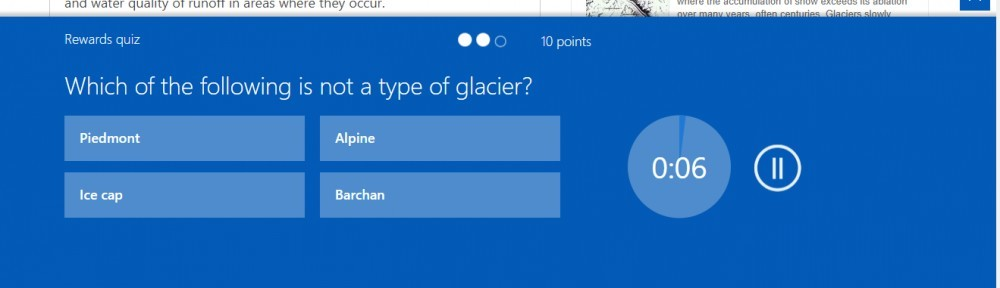 and water quality of runoff in areas where they occur.
where the accumulation of snow exceeds its ablation
over many years, often centuries. Glaciers slowly
Rewards quiz
10 points
Which of the following is not a type of glacier?
Piedmont
Alpine
Ice cap
Barchan
0:06